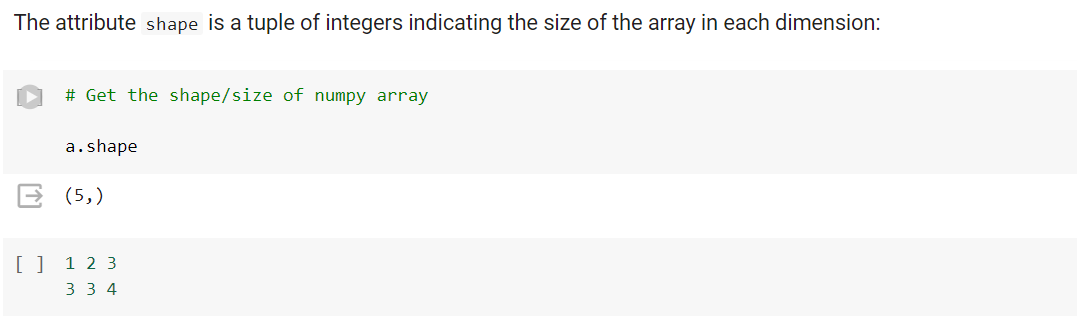 The attribute shape is a tuple of integers indicating the size of the array in each dimension:
# Get the shape/size of numpy array
a.shape
(5,)
[ ] 1 2 3
3 3 4